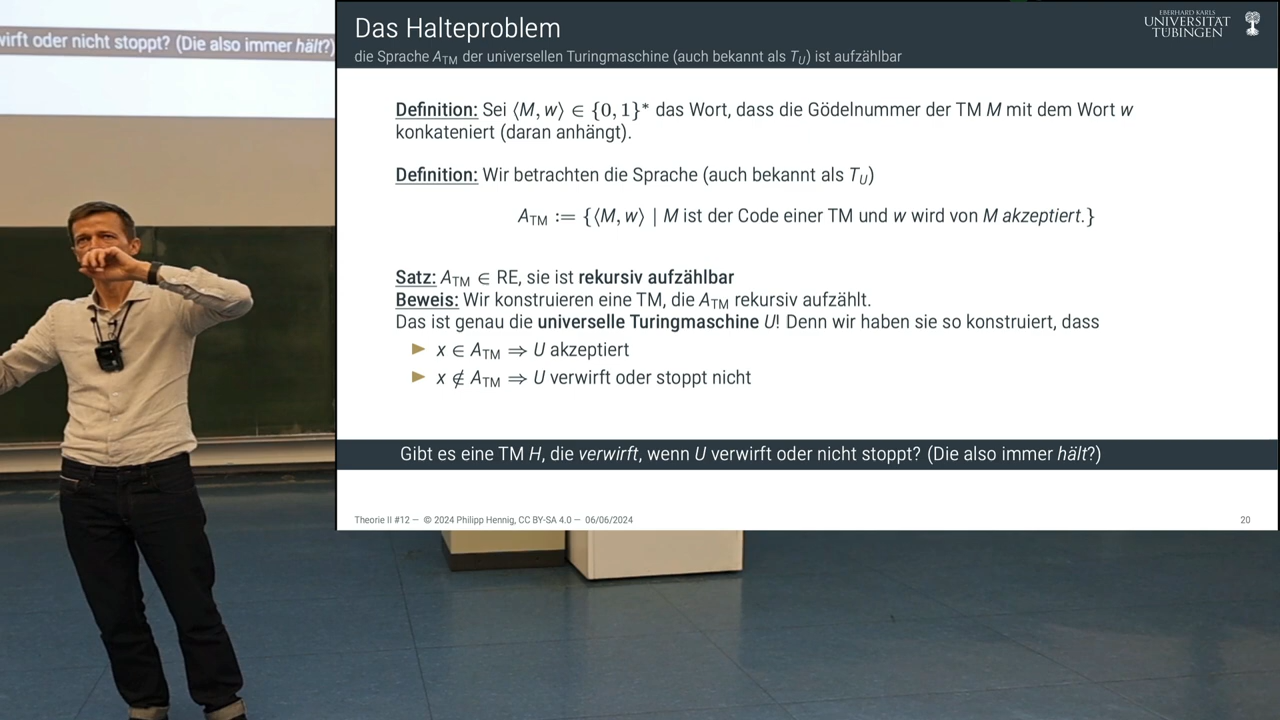 wirft oder nicht stoppt? (Die also immer hält?)
Das Halteproblem
die Sprache A_TM der universellen Turingmaschine (auch bekannt als T_U) ist aufzählbar
EBERHARD KARLS
UNIVERSITÄT
TÜBINGEN
Definition: Sei ⟨M, w⟩ ∈ {0, 1}* das Wort, dass die Gödelnummer der TM M mit dem Wort w
konkateniert (daran anhängt).
Definition: Wir betrachten die Sprache (auch bekannt als T_U)
A_TM := {⟨M, w⟩ | M ist der Code einer TM und w wird von M akzeptiert.}
Satz: A_TM ∈ RE, sie ist rekursiv aufzählbar
Beweis: Wir konstruieren eine TM, die A_TM rekursiv aufzählt.
Das ist genau die universelle Turingmaschine U! Denn wir haben sie so konstruiert, dass
▶ x ∈ A_TM ⇒ U akzeptiert
▶ x ∉ A_TM ⇒ U verwirft oder stoppt nicht
Gibt es eine TM H, die verwirft, wenn U verwirft oder nicht stoppt? (Die also immer hält?)
Theorie II #12 — © 2024 Philipp Hennig, CC BY-SA 4.0 — 06/06/2024
20